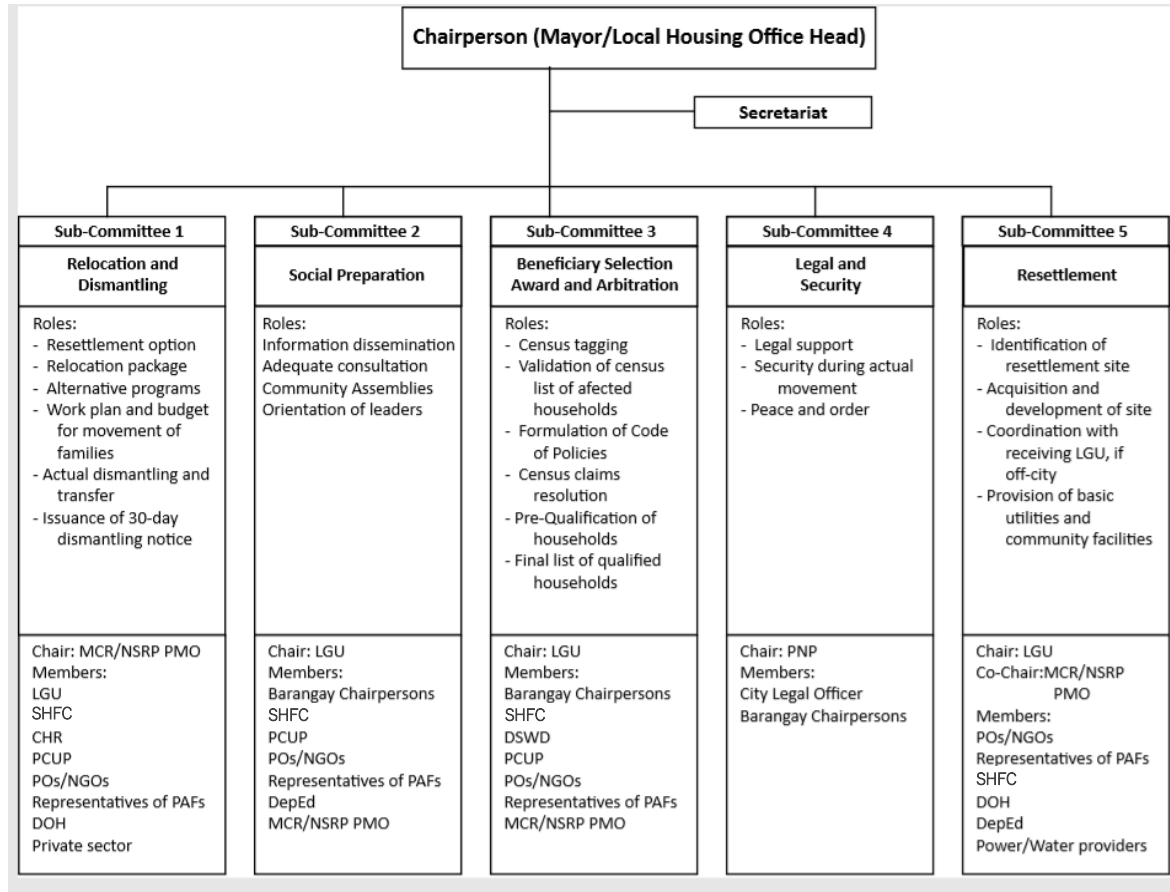 Chairperson (Mayor/Local Housing Office Head)
Secretariat
Sub-Committee 1
Relocation and
Dismantling
Roles:
- Resettlement option
- Relocation package
- Alternative programs
- Work plan and budget
for movement of
families
- Actual dismantling and
transfer
- Issuance of 30-day
dismantling notice
Chair: MCR/NSRP PMO
Members:
LGU
SHFC
CHR
PCUP
POs/NGOs
Representatives of PAFs
DOH
Private sector
Sub-Committee 2
Social Preparation
Roles:
Information dissemination
Adequate consultation
Community Assemblies
Orientation of leaders
Chair: LGU
Members:
Barangay Chairpersons
SHFC
PCUP
POs/NGOs
Representatives of PAFs
DepEd
MCR/NSRP PMO
Sub-Committee 3
Beneficiary Selection
Award and Arbitration
Roles:
- Census tagging
- Validation of census
list of afected
households
- Formulation of Code
of Policies
- Census claims
resolution
- Pre-Qualification of
households
- Final list of qualified
households
Chair: LGU
Members:
Barangay Chairpersons
SHFC
DSWD
PCUP
POs/NGOs
Representatives of PAFs
MCR/NSRP PMO
Sub-Committee 4
Legal and
Security
Roles:
- Legal support
- Security during actual
movement
- Peace and order
Chair: PNP
Members:
City Legal Officer
Barangay Chairpersons
Sub-Committee 5
Resettlement
Roles:
- Identification of
resettlement site
- Acquisition and
development of site
- Coordination with
receiving LGU, if
off-city
- Provision of basic
utilities and
community facilities
Chair: LGU
Co-Chair:MCR/NSRP
PMO
Members:
POs/NGOs
Representatives of PAFs
SHFC
DOH
DepEd
Power/Water providers